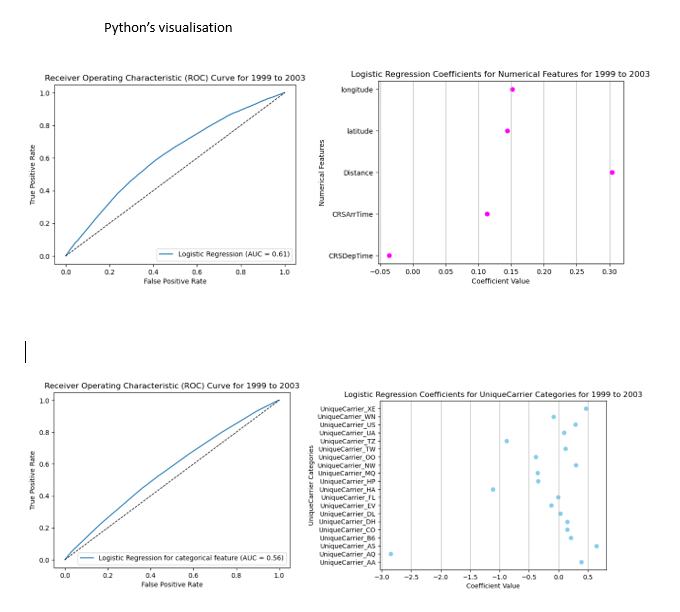 Python's visualisation
Receiver Operating Characteristic (ROC) Curve for 1999 to 2003
True Positive Rate
1.0
0.8
0.6
0.4
0.2
0.0
Logistic Regression (AUC = 0.61)
0.0 0.2 0.4 0.6 0.8 1.0
False Positive Rate
Logistic Regression Coefficients for Numerical Features for 1999 to 2003
Numerical Features
longitude
latitude
Distance
CRSArrTime
CRSDepTime
−0.05 0.00 0.05 0.10 0.15 0.20 0.25 0.30
Coefficient Value
Receiver Operating Characteristic (ROC) Curve for 1999 to 2003
True Positive Rate
1.0
0.8
0.6
0.4
0.2
0.0
Logistic Regression for categorical feature (AUC = 0.56)
0.0 0.2 0.4 0.6 0.8 1.0
False Positive Rate
Logistic Regression Coefficients for UniqueCarrier Categories for 1999 to 2003
UniqueCarrier Categories
UniqueCarrier_XE
UniqueCarrier_WN
UniqueCarrier_US
UniqueCarrier_UA
UniqueCarrier_TZ
UniqueCarrier_TW
UniqueCarrier_OO
UniqueCarrier_NW
UniqueCarrier_MQ
UniqueCarrier_HP
UniqueCarrier_HA
UniqueCarrier_FL
UniqueCarrier_EV
UniqueCarrier_DL
UniqueCarrier_DH
UniqueCarrier_CO
UniqueCarrier_B6
UniqueCarrier_AS
UniqueCarrier_AQ
UniqueCarrier_AA
−3.0 −2.5 −2.0 −1.5 −1.0 −0.5 0.0 0.5
Coefficient Value